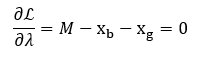 ∂ℒ/∂λ = M − x_b − x_g = 0